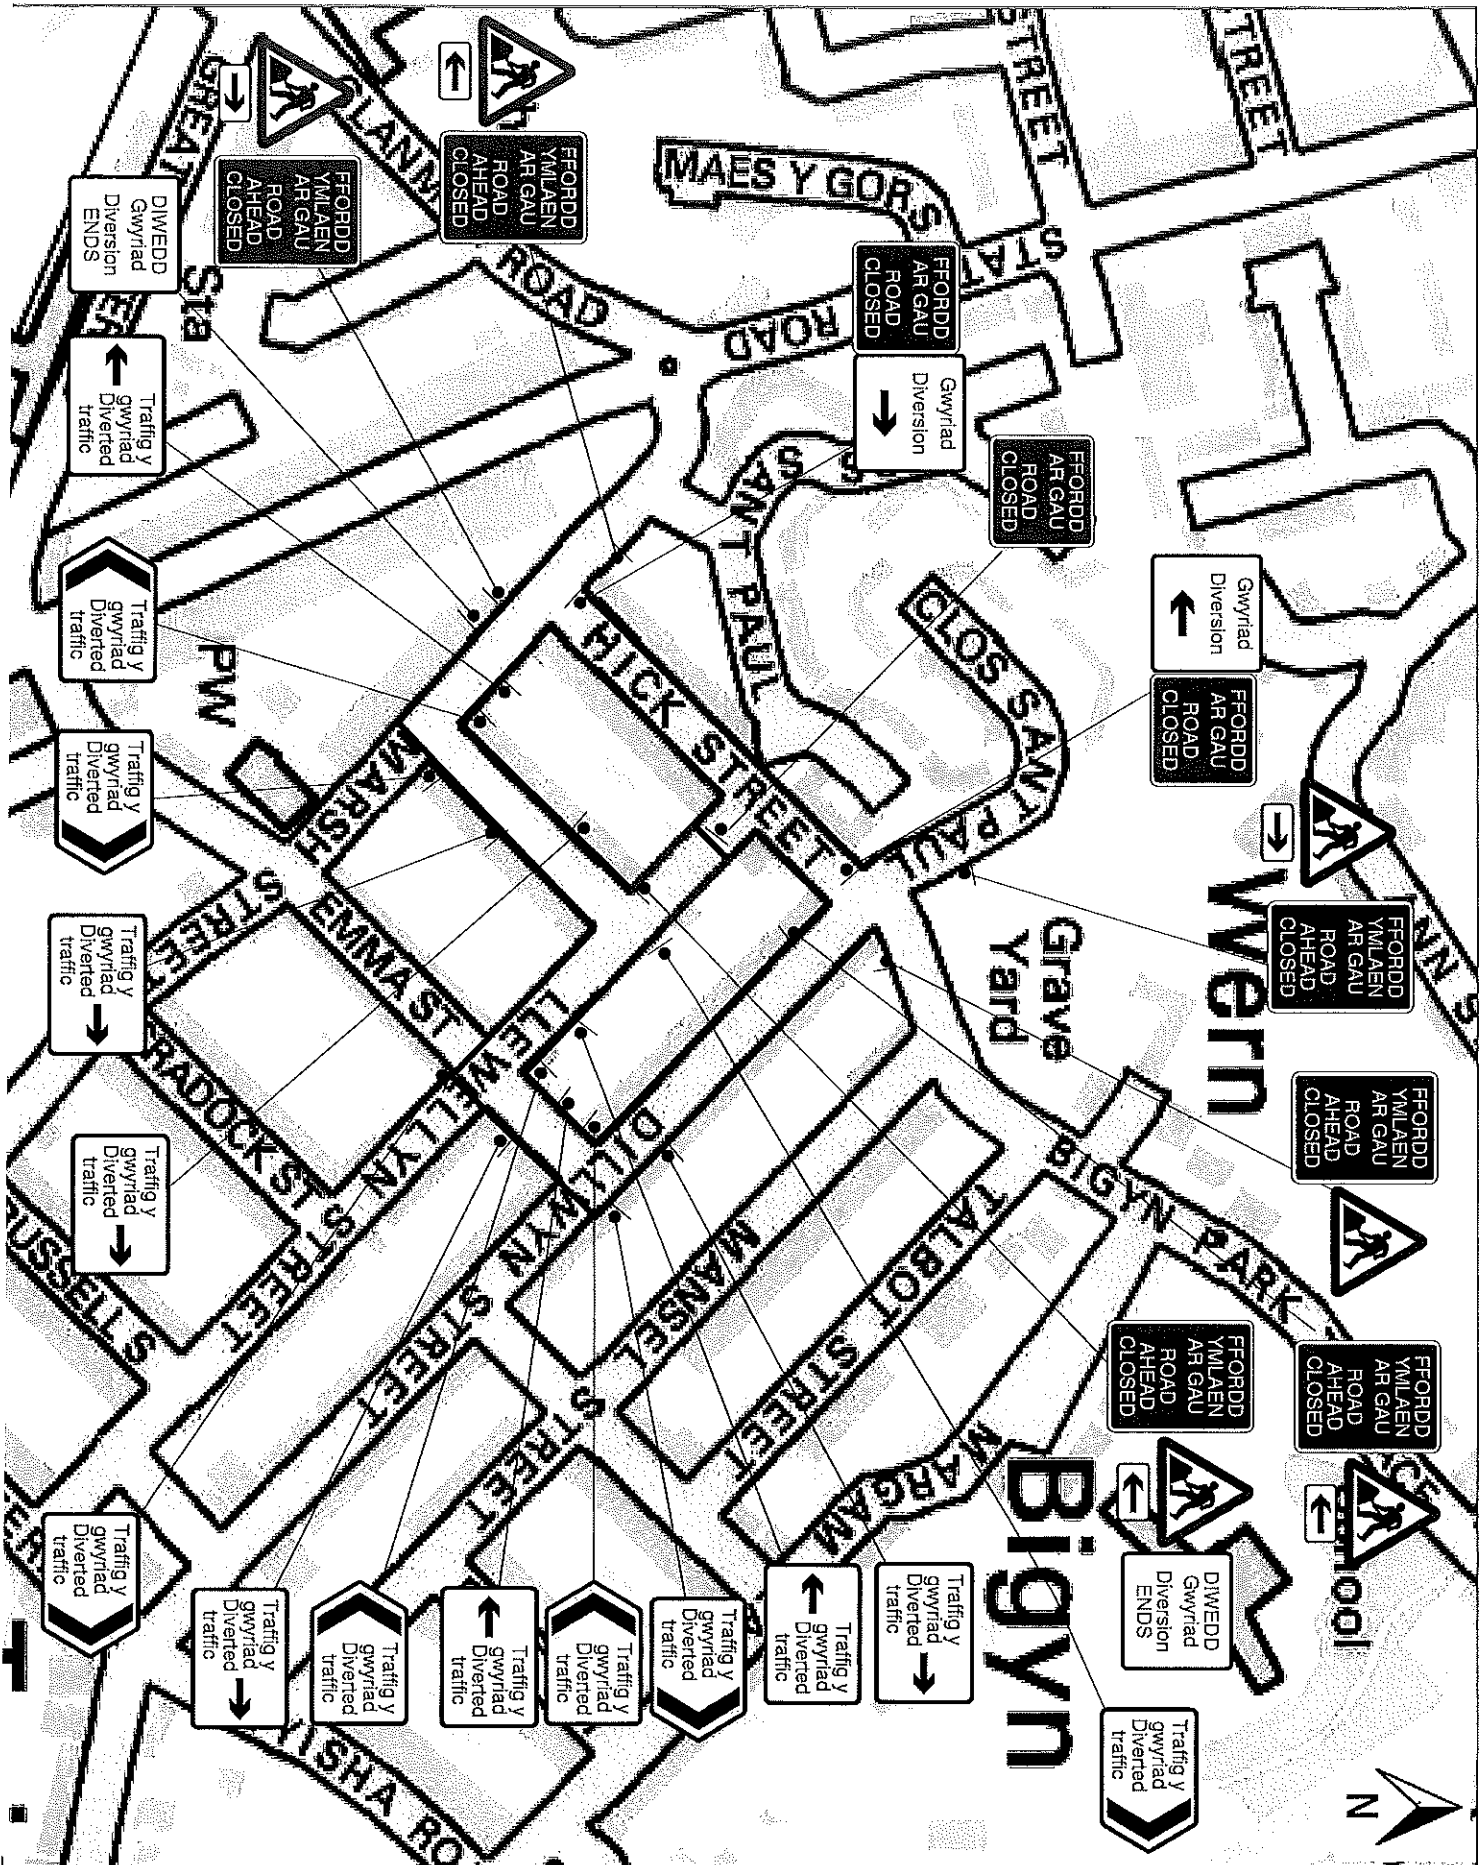 STREET
STREET
STATION
ROAD
MAES Y GORS
LLANN
ROAD
GREAT
Sta
HICK STREET
SANT PAUL
CLOS SANT PAUL
Grave
Yard
Wern
Bigyn
BIGYN PARK
MARSH
STREET
PW
EMMA ST
LLEWELLYN
STREET
CRADOCK ST
RUSSELL S
DILLWYN
STREET
MANSEL
STREET
TALBOT STREET
MARGAM
ANN S
FFORDD
YMLAEN
AR GAU
ROAD
AHEAD
CLOSED
FFORDD
YMLAEN
AR GAU
ROAD
AHEAD
CLOSED
DIWEDD
Gwyriad
Diversion
ENDS
Traffig y
gwyriad
Diverted
traffic
Traffig y
gwyriad
Diverted
traffic
Traffig y
gwyriad
Diverted
traffic
Traffig y
gwyriad
Diverted
traffic
Traffig y
gwyriad
Diverted
traffic
Traffig y
gwyriad
Diverted
traffic
FFORDD
AR GAU
ROAD
CLOSED
Gwyriad
Diversion
FFORDD
AR GAU
ROAD
CLOSED
Gwyriad
Diversion
FFORDD
AR GAU
ROAD
CLOSED
FFORDD
YMLAEN
AR GAU
ROAD
AHEAD
CLOSED
FFORDD
YMLAEN
AR GAU
ROAD
AHEAD
CLOSED
FFORDD
YMLAEN
AR GAU
ROAD
AHEAD
CLOSED
FFORDD
YMLAEN
AR GAU
ROAD
AHEAD
CLOSED
DIWEDD
Gwyriad
Diversion
ENDS
Traffig y
gwyriad
Diverted
traffic
Traffig y
gwyriad
Diverted
traffic
Traffig y
gwyriad
Diverted
traffic
Traffig y
gwyriad
Diverted
traffic
Traffig y
gwyriad
Diverted
traffic
Traffig y
gwyriad
Diverted
traffic
Traffig y
gwyriad
Diverted
traffic
Traffig y
gwyriad
Diverted
traffic
N